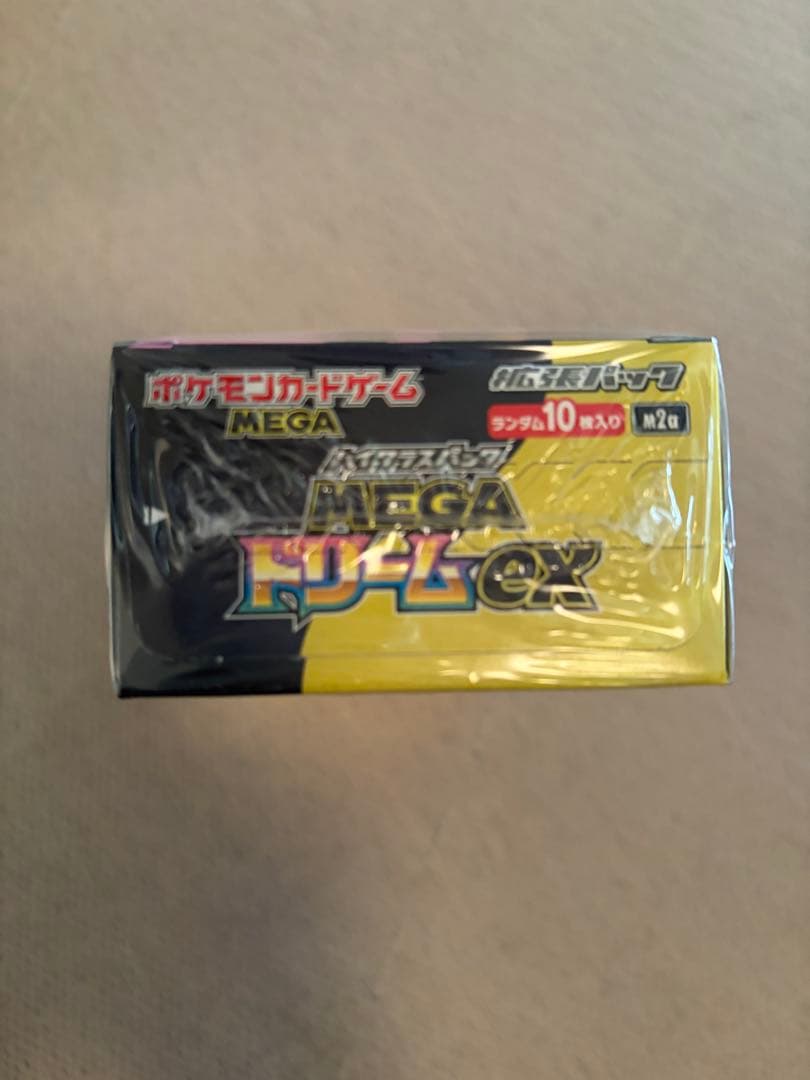 ポケモンカードゲーム
MEGA
拡張パック
ランダム10枚入り
M2a
ハイクラスパック
MEGA
ドリームex